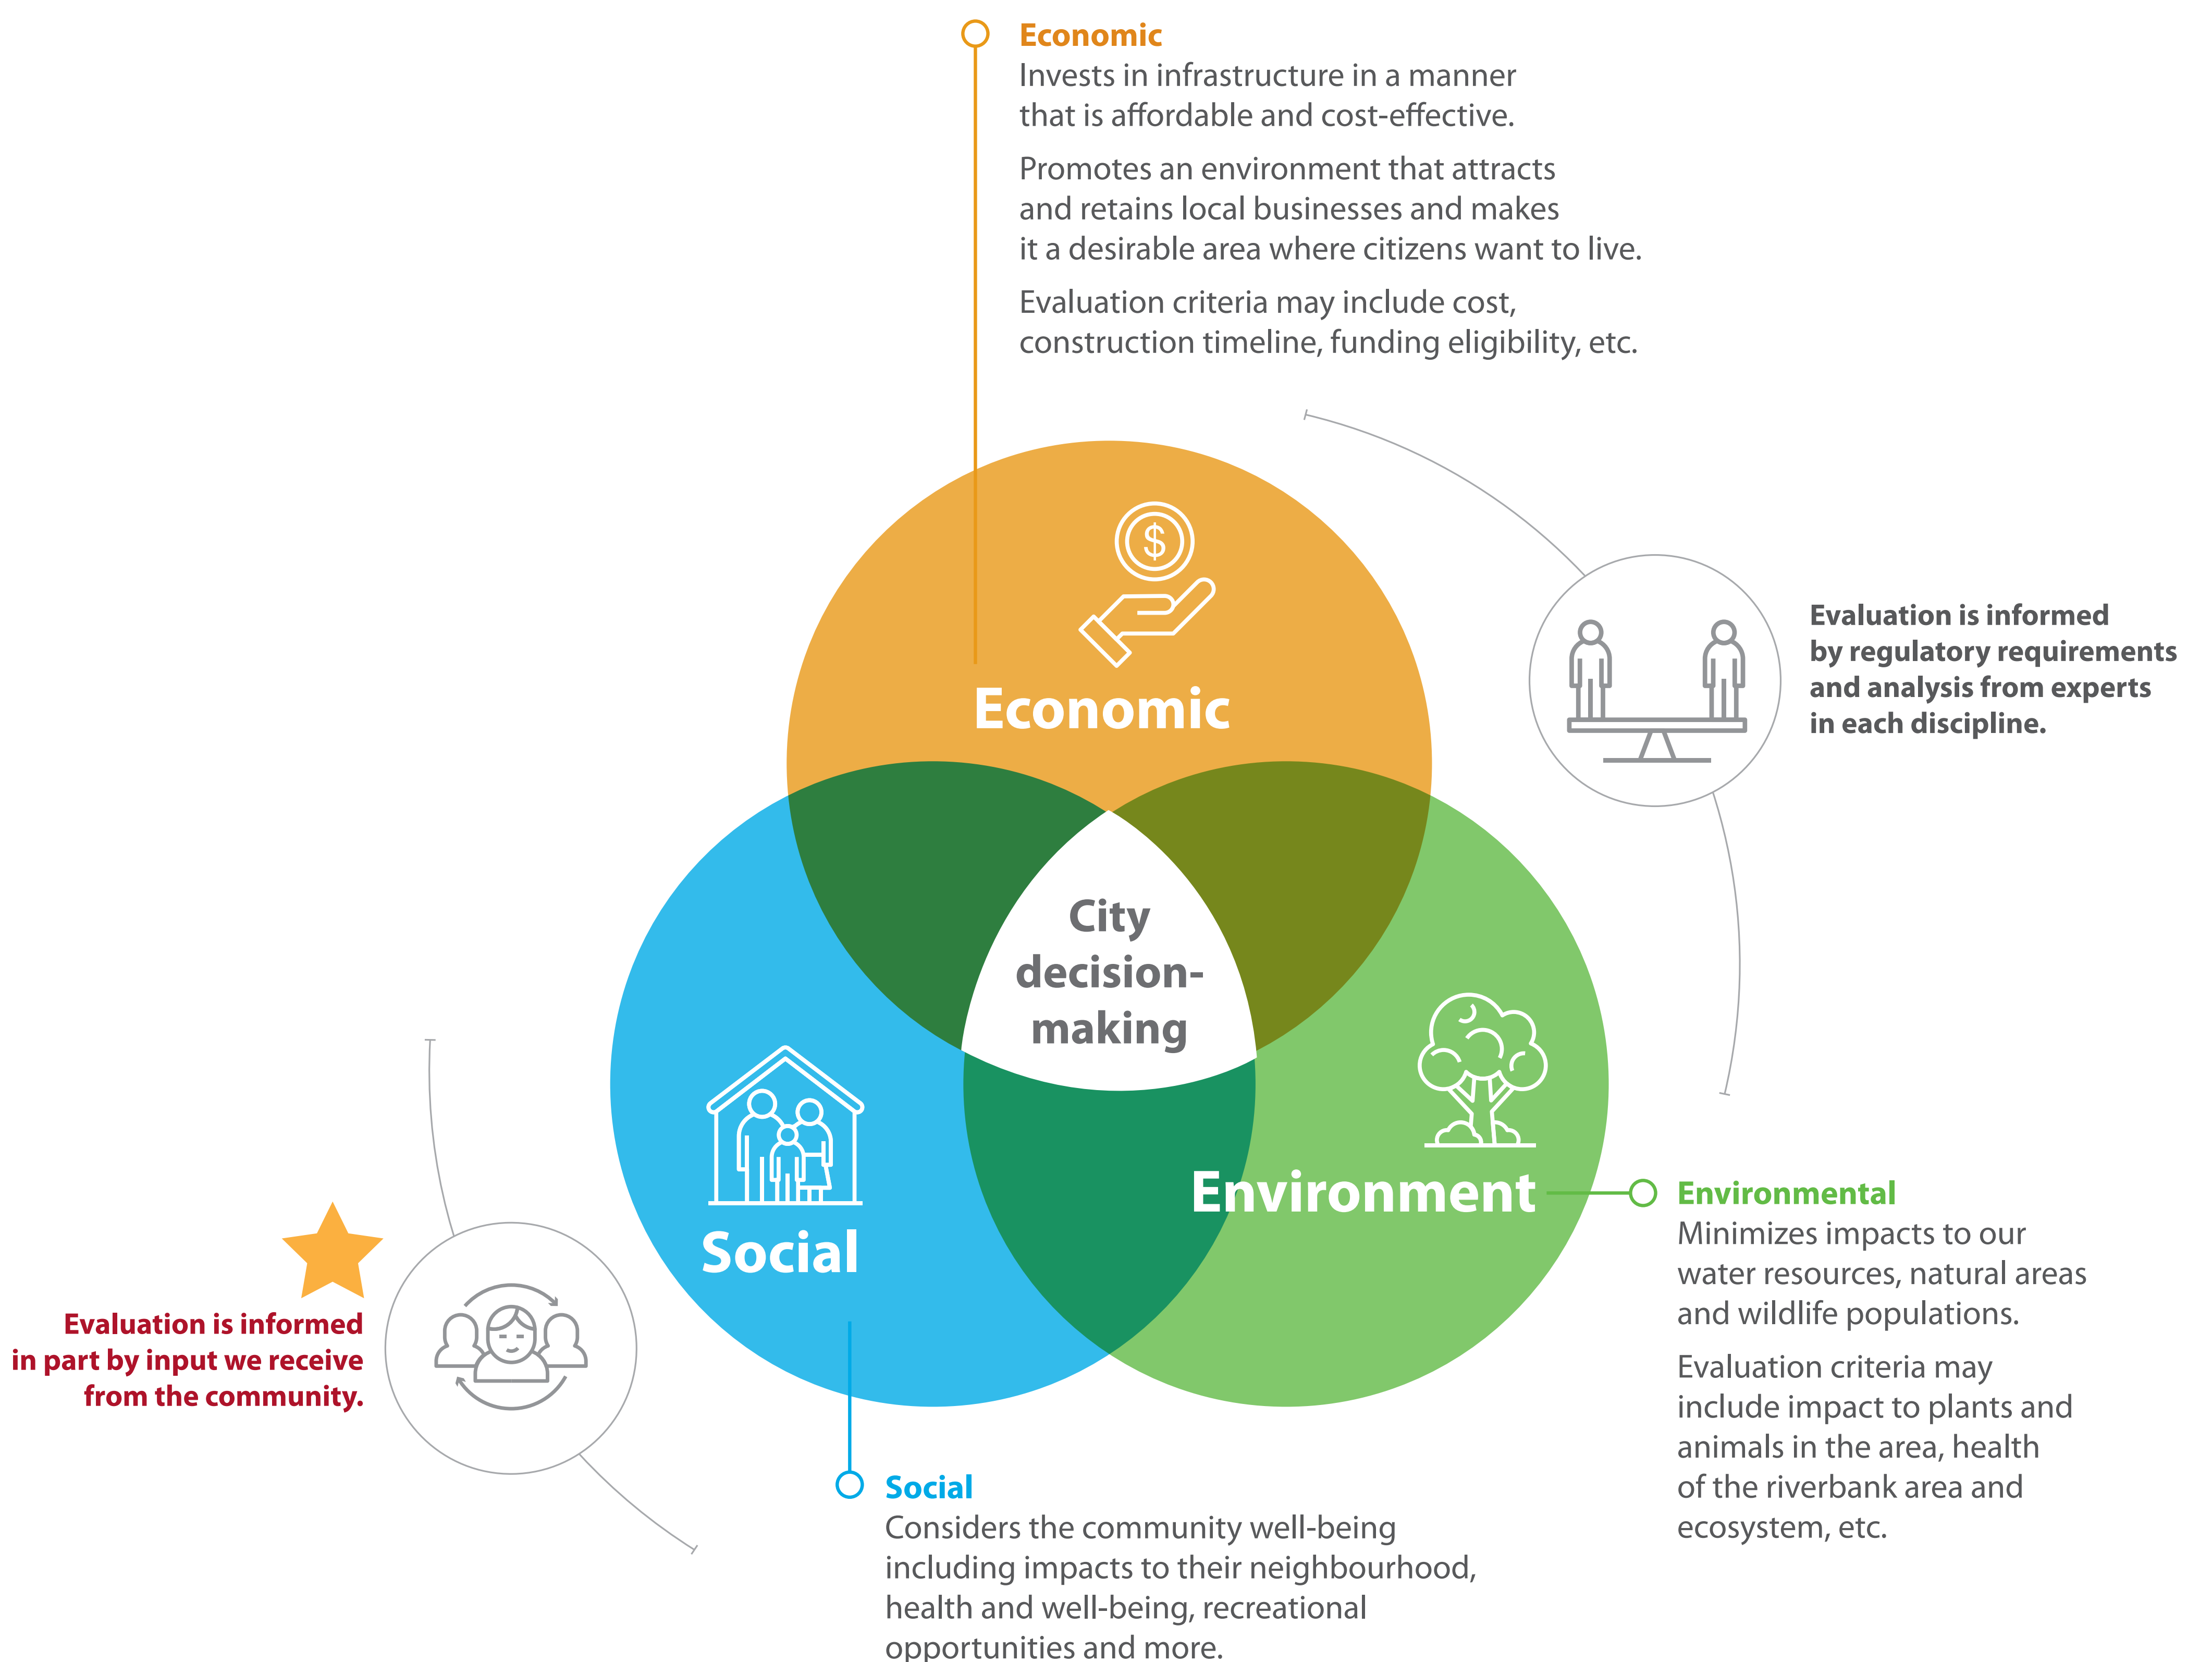 Economic
Invests in infrastructure in a manner
that is affordable and cost-effective.
Promotes an environment that attracts
and retains local businesses and makes
it a desirable area where citizens want to live.
Evaluation criteria may include cost,
construction timeline, funding eligibility, etc.
$
Economic
Evaluation is informed
by regulatory requirements
and analysis from experts
in each discipline.
City
decision-
making
Environment
Social
Environmental
Minimizes impacts to our
water resources, natural areas
and wildlife populations.
Evaluation criteria may
include impact to plants and
animals in the area, health
of the riverbank area and
ecosystem, etc.
Evaluation is informed
in part by input we receive
from the community.
Social
Considers the community well-being
including impacts to their neighbourhood,
health and well-being, recreational
opportunities and more.